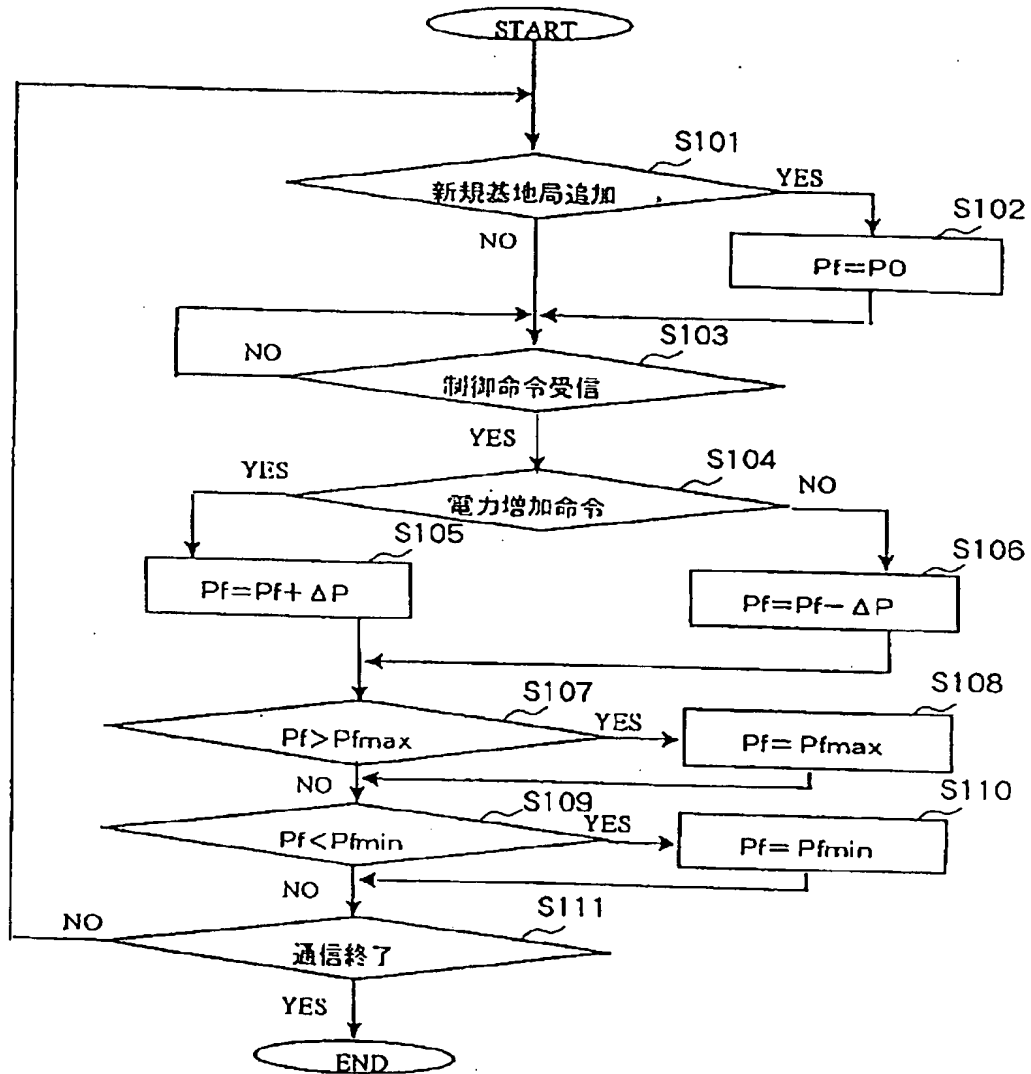 START
S101
新規基地局追加
YES
S102
NO
Pf=P0
S103
NO
制御命令受信
YES
YES
S104
NO
電力増加命令
S105
S106
Pf=Pf+ΔP
Pf=Pf-ΔP
S107
S108
YES
Pf>Pfmax
Pf=Pfmax
NO
S109
S110
YES
Pf<Pfmin
Pf=Pfmin
NO
S111
NO
通信終了
YES
END